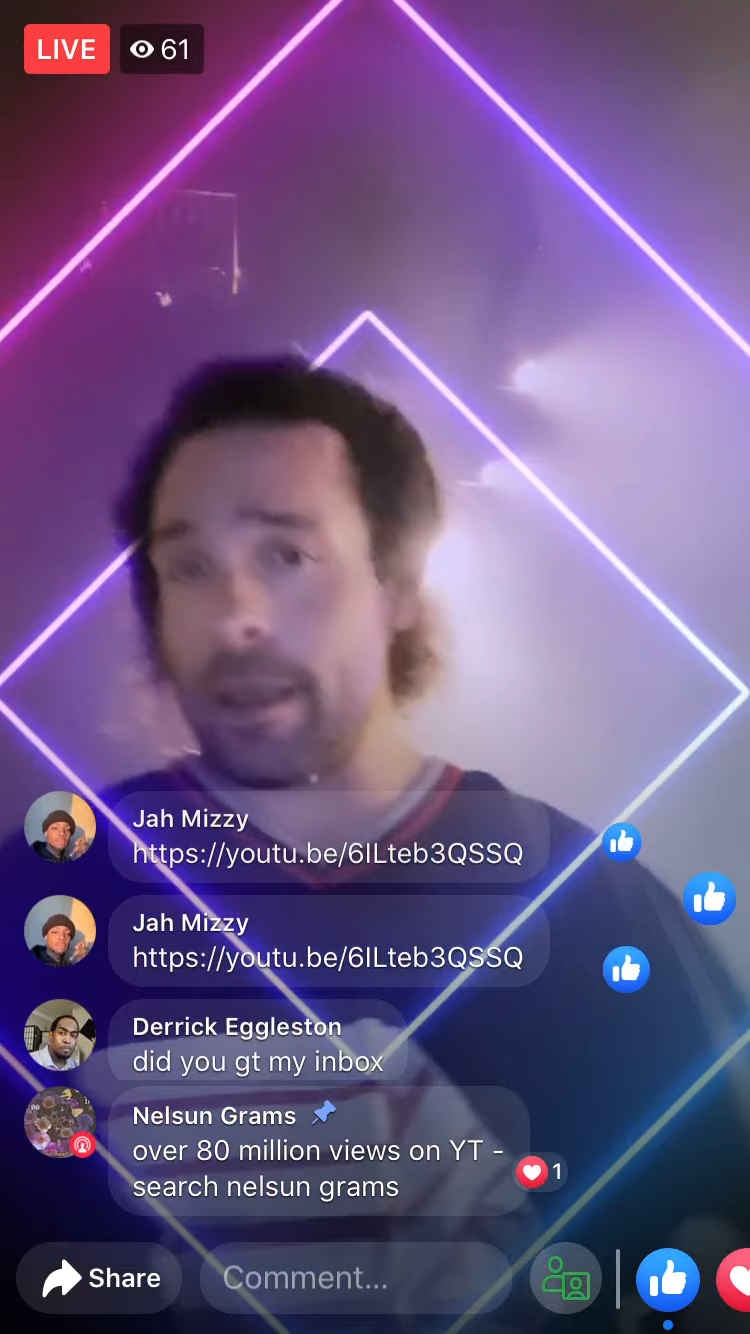 LIVE
61
Jah Mizzy
https://youtu.be/6ILteb3QSSQ
Jah Mizzy
https://youtu.be/6ILteb3QSSQ
Derrick Eggleston
did you gt my inbox
Nelsun Grams
over 80 million views on YT -
search nelsun grams
1
Share
Comment...